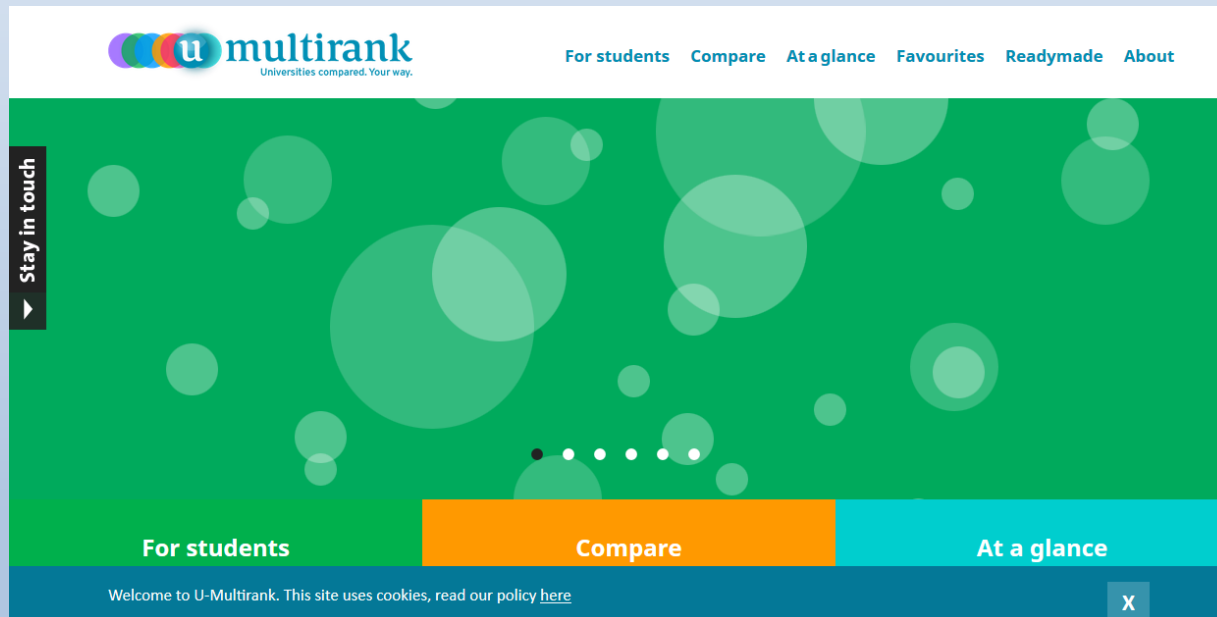 u multirank
Universities compared. Your way.
For students Compare At a glance Favourites Readymade About
Stay in touch
For students Compare At a glance
Welcome to U-Multirank. This site uses cookies, read our policy here
X